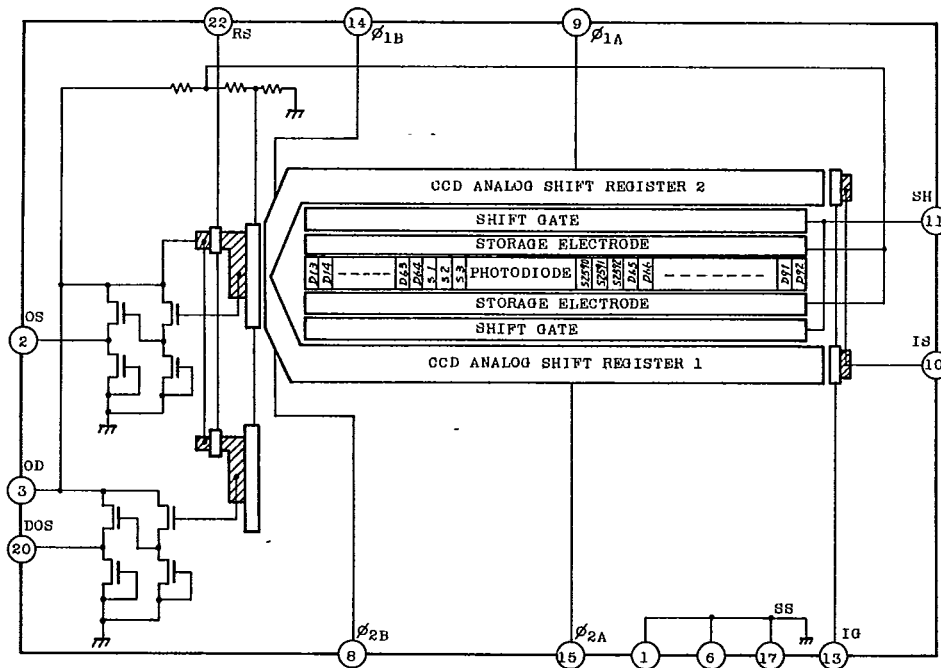 22
RS
14
ø1B
9
ø1A
CCD ANALOG SHIFT REGISTER 2
SH
SHIFT GATE
11
STORAGE ELECTRODE
D13 D14 D63 D64 S1 S2 S3 PHOTODIODE S2590 S2591 S2592 D65 D66 D91 D92
STORAGE ELECTRODE
OS
SHIFT GATE
IS
2
CCD ANALOG SHIFT REGISTER 1
10
OD
3
DOS
20
ø2B
ø2A
SS
IG
8
15
1
6
17
13